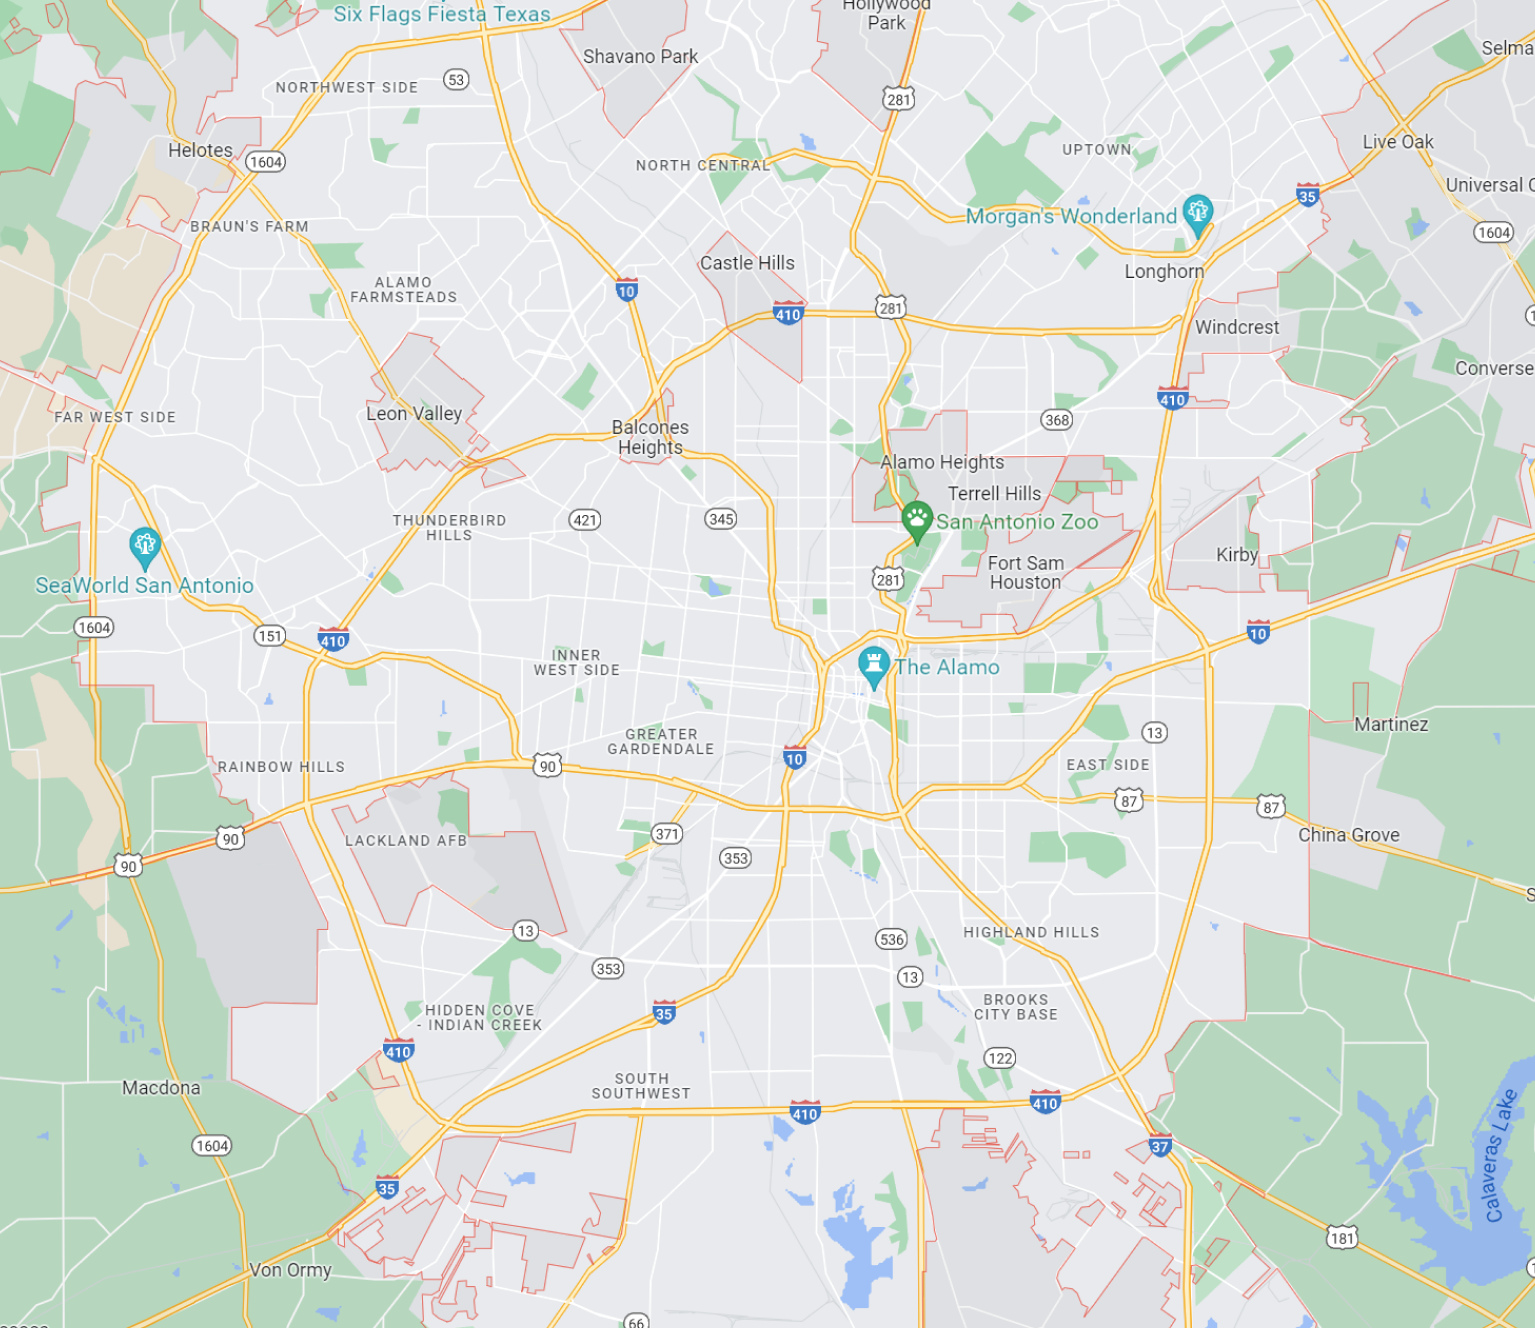 Six Flags Fiesta Texas
Hollywood
Park
Shavano Park
Selma
NORTHWEST SIDE
53
281
Helotes
1604
NORTH CENTRAL
UPTOWN
Live Oak
Universal C
35
Morgan's Wonderland
BRAUN'S FARM
1604
Castle Hills
Longhorn
ALAMO
FARMSTEADS
10
410
281
Windcrest
Converse
FAR WEST SIDE
Leon Valley
410
Balcones
Heights
368
Alamo Heights
Terrell Hills
THUNDERBIRD
HILLS
421
345
San Antonio Zoo
SeaWorld San Antonio
281
Fort Sam
Houston
Kirby
1604
151
410
10
INNER
WEST SIDE
The Alamo
GREATER
GARDENDALE
13
Martinez
RAINBOW HILLS
90
10
EAST SIDE
87
87
90
LACKLAND AFB
371
353
China Grove
90
13
536
HIGHLAND HILLS
353
13
HIDDEN COVE
- INDIAN CREEK
35
BROOKS
CITY BASE
410
122
Macdona
SOUTH
SOUTHWEST
410
410
1604
37
35
Calaveras Lake
181
Von Ormy
66